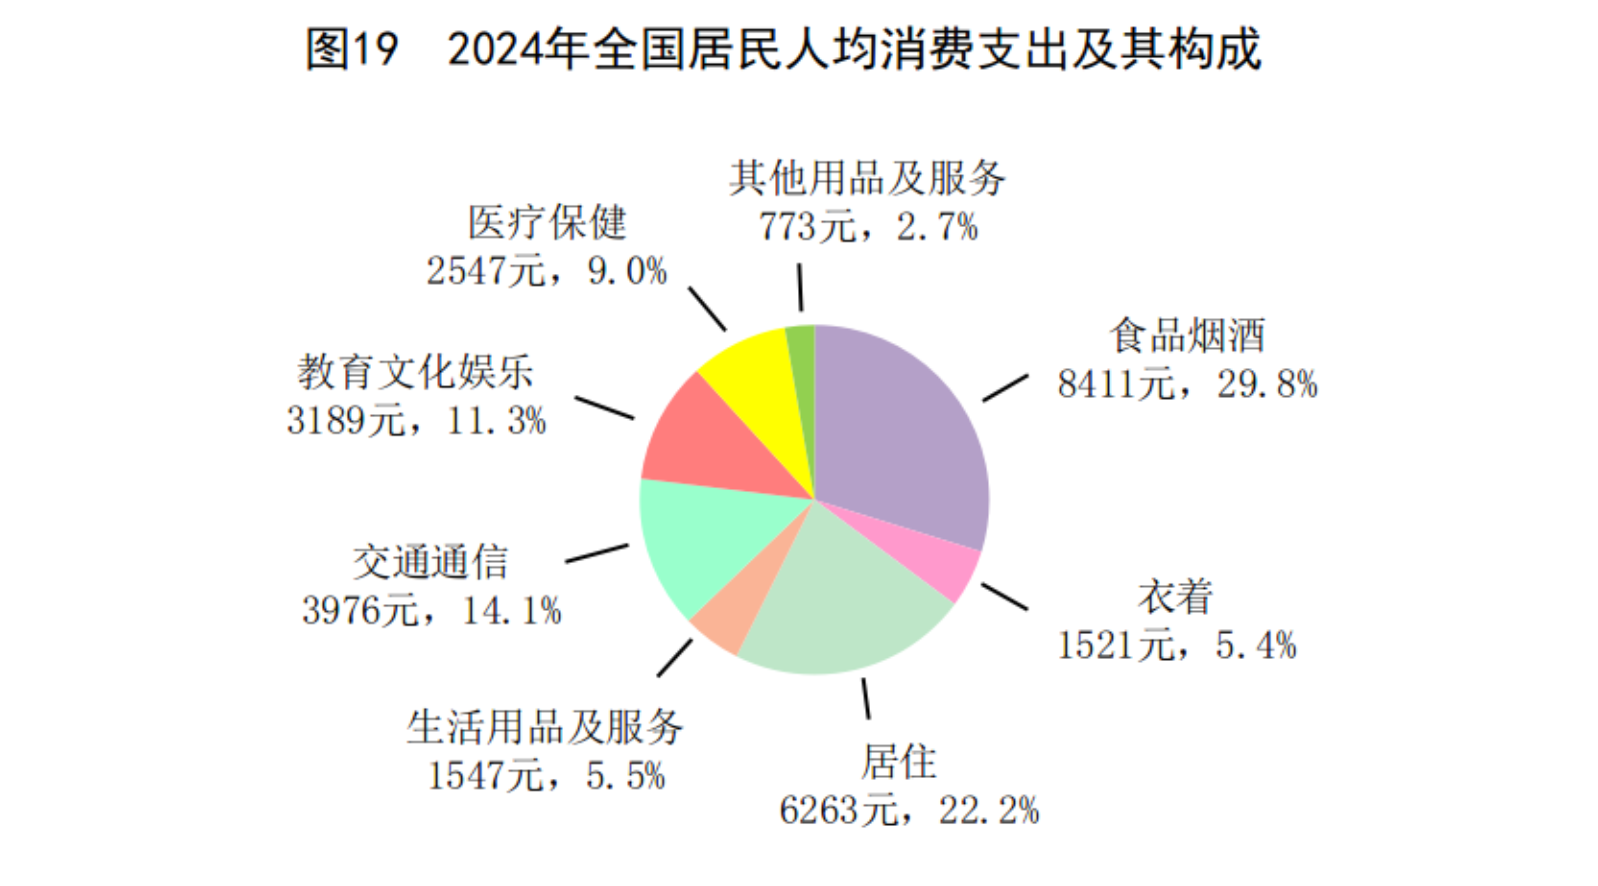 图19 2024年全国居民人均消费支出及其构成
其他用品及服务
773元，2.7%
医疗保健
2547元，9.0%
食品烟酒
8411元，29.8%
教育文化娱乐
3189元，11.3%
交通通信
3976元，14.1%
衣着
1521元，5.4%
生活用品及服务
1547元，5.5%
居住
6263元，22.2%